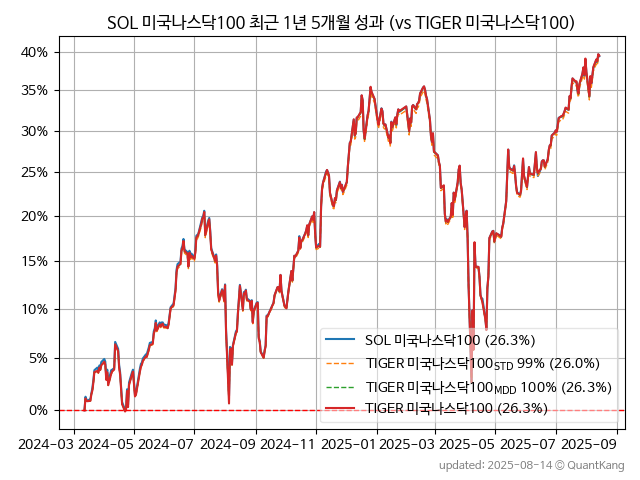 SOL 미국나스닥100 최근 1년 5개월 성과 (vs TIGER 미국나스닥100)
40%
35%
30%
25%
20%
15%
10%
5%
0%
SOL 미국나스닥100 (26.3%)
TIGER 미국나스닥100STD 99% (26.0%)
TIGER 미국나스닥100MDD 100% (26.3%)
TIGER 미국나스닥100 (26.3%)
2024-03 2024-05 2024-07 2024-09 2024-11 2025-01 2025-03 2025-05 2025-07 2025-09
updated: 2025-08-14 © QuantKang